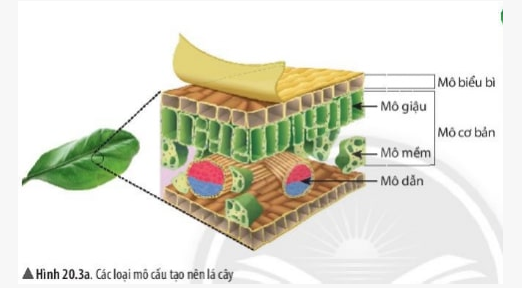 Mô biểu bì
Mô giậu
Mô cơ bản
Mô mềm
Mô dẫn
▲ Hình 20.3a. Các loại mô cấu tạo nên lá cây